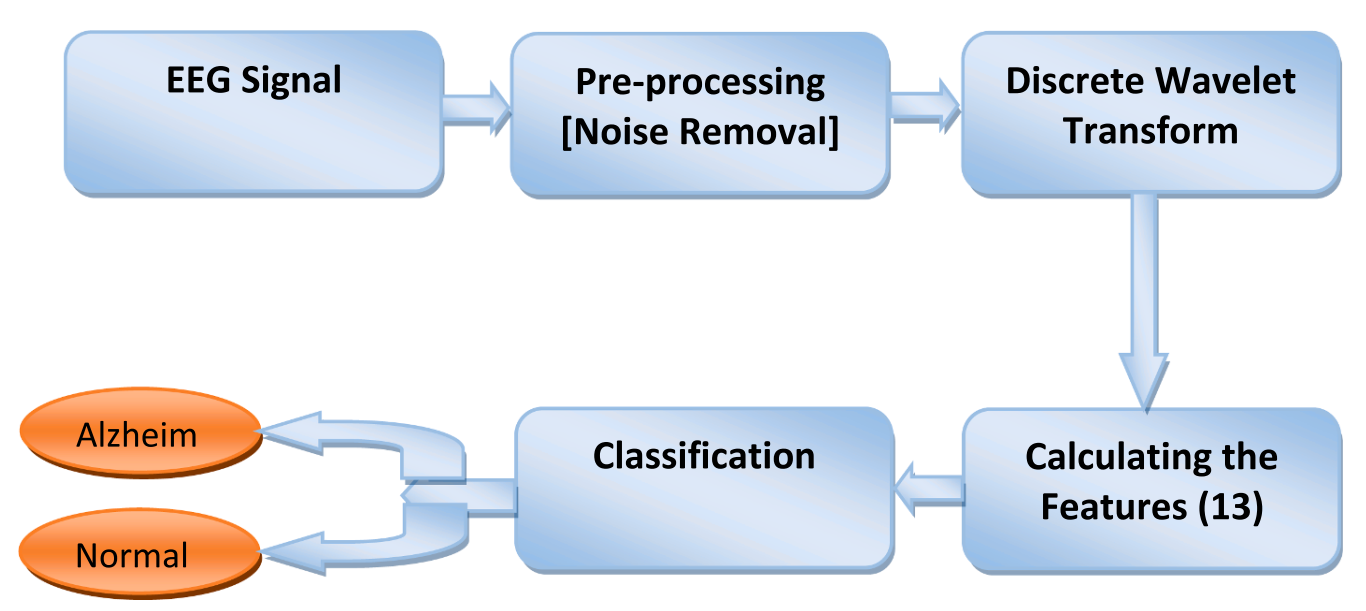 EEG Signal
Pre-processing
[Noise Removal]
Discrete Wavelet
Transform
Calculating the
Features (13)
Classification
Alzheim
Normal